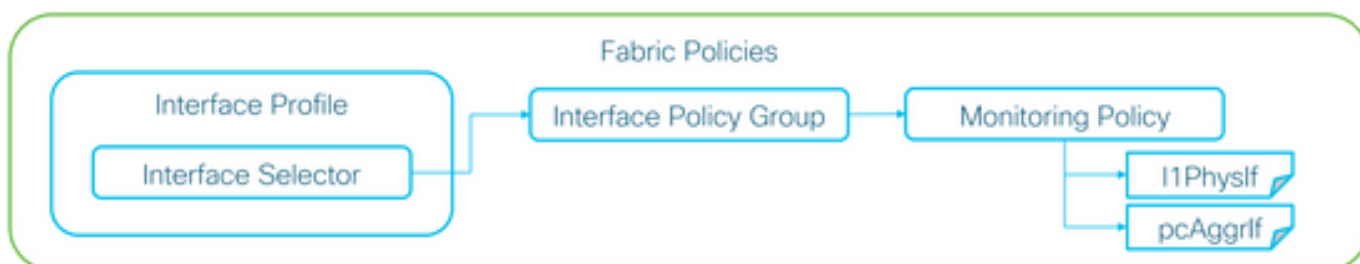 Fabric Policies
Interface Profile
Interface Selector
Interface Policy Group
Monitoring Policy
l1PhysIf
pcAggrIf